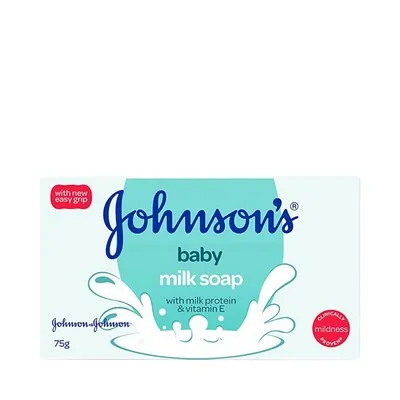 with new
easy grip
Johnson's®
baby
milk soap
with milk protein
& vitamin E
Johnson & Johnson
75g
CLINICALLY
mildness
PROVEN